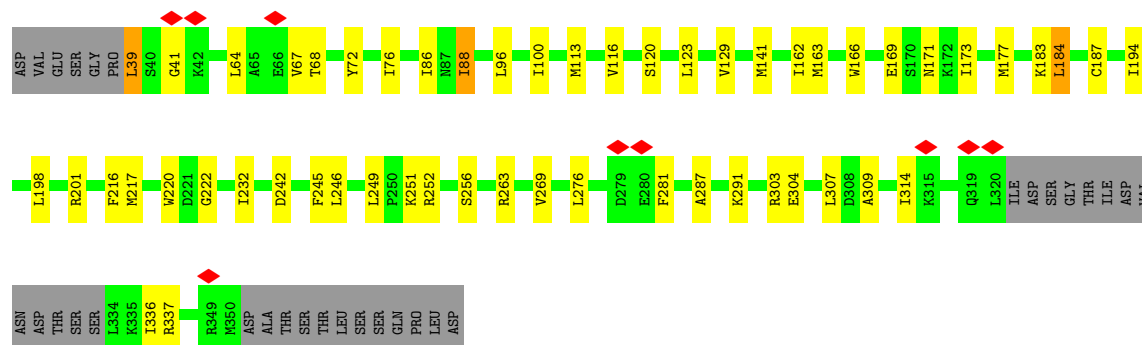 ASP VAL GLU SER GLY PRO L39 S40 G41 K42 L64 A65 E66 V67 T68 Y72 I76 I86 N87 I88 L96 I100 M113 V116 S120 L123 V129 M141 I162 M163 W166 E169 S170 N171 K172 I173 M177 K183 L184 C187 I194
L198 R201 F216 M217 W220 D221 G222 I232 D242 F245 L246 L249 P250 K251 R252 S256 R263 V269 L276 D279 E280 F281 A287 K291 R303 E304 L307 D308 A309 I314 K315 Q319 L320 ILE ASP SER GLY THR ILE ASP VAL
ASN ASP THR SER SER L334 K335 I336 R337 R349 M350 ASP ALA THR SER THR LEU SER SER GLN PRO LEU ASP